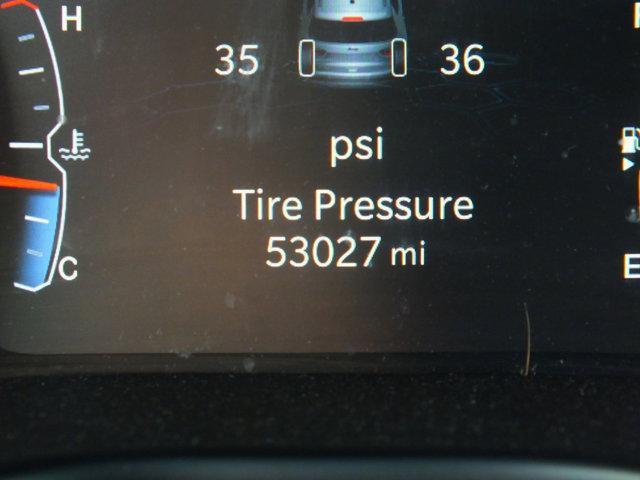 H
35 36
psi
Tire Pressure
53027 mi
C
E